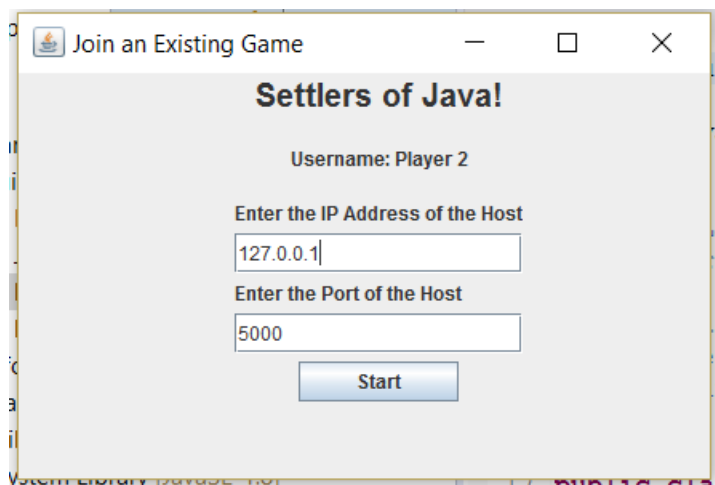 Join an Existing Game
Settlers of Java!
Username: Player 2
Enter the IP Address of the Host
127.0.0.1
Enter the Port of the Host
5000
Start